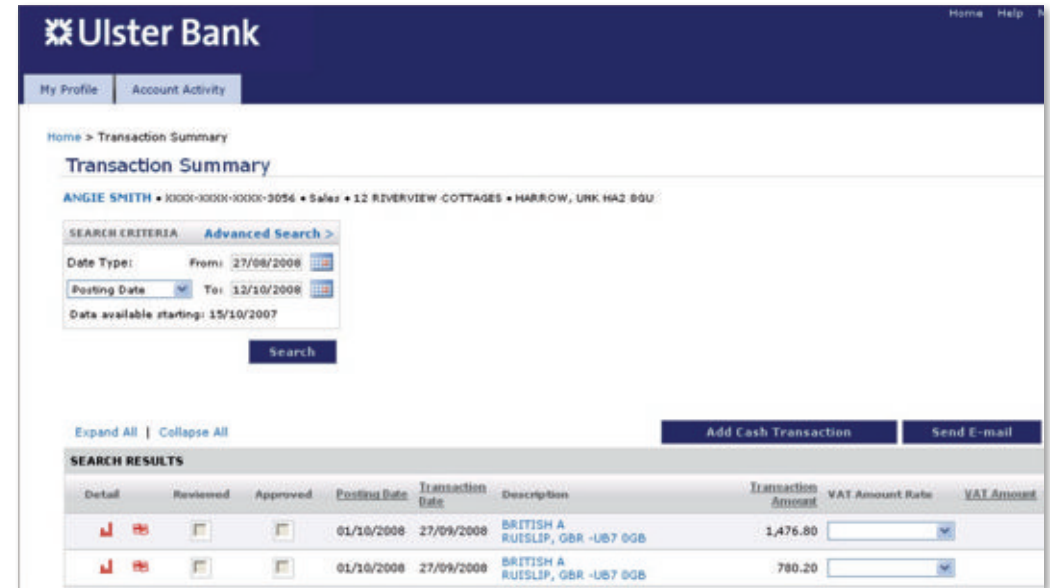 Home Help
Ulster Bank
My Profile Account Activity
Home > Transaction Summary
Transaction Summary
ANGIE SMITH • XXXX-XXXX-XXXX-3056 • Sales • 12 RIVERVIEW COTTAGES • HARROW, UNK HA2 8GU
SEARCH CRITERIA Advanced Search >
Date Type: From: 27/08/2008
Posting Date To: 12/10/2008
Data available starting: 15/10/2007
Search
Expand All | Collapse All Add Cash Transaction Send E-mail
SEARCH RESULTS
Detail Reviewed Approved Posting Date Transaction Date Description Transaction Amount VAT Amount Rate VAT Amount
01/10/2008 27/09/2008 BRITISH A 1,476.80
RUISLIP, GBR -UB7 0GB
01/10/2008 27/09/2008 BRITISH A 780.20
RUISLIP, GBR -UB7 0GB